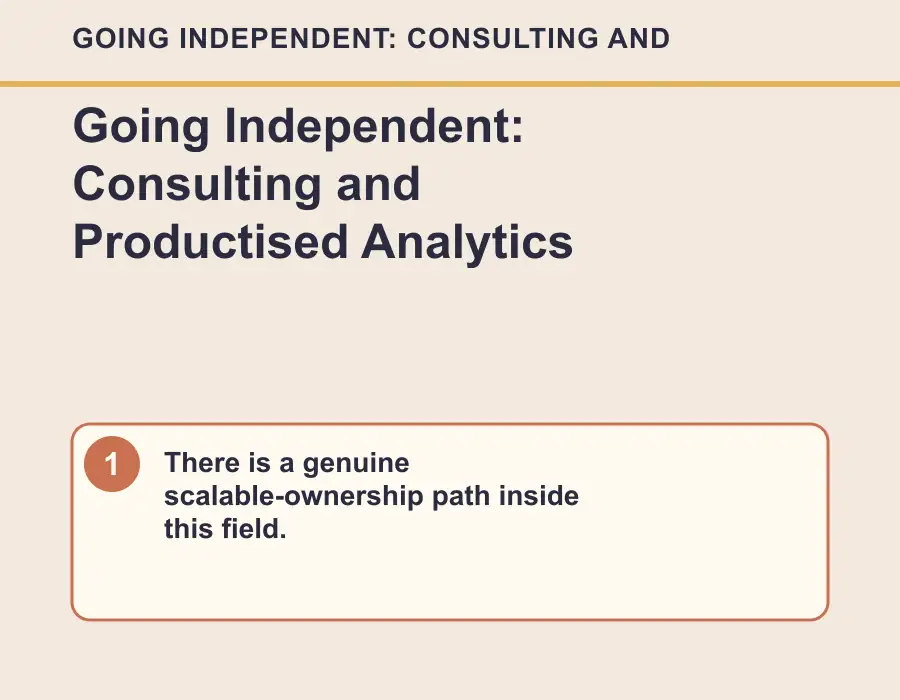 GOING INDEPENDENT: CONSULTING AND
Going Independent:
Consulting and
Productised Analytics
1
There is a genuine
scalable-ownership path inside
this field.